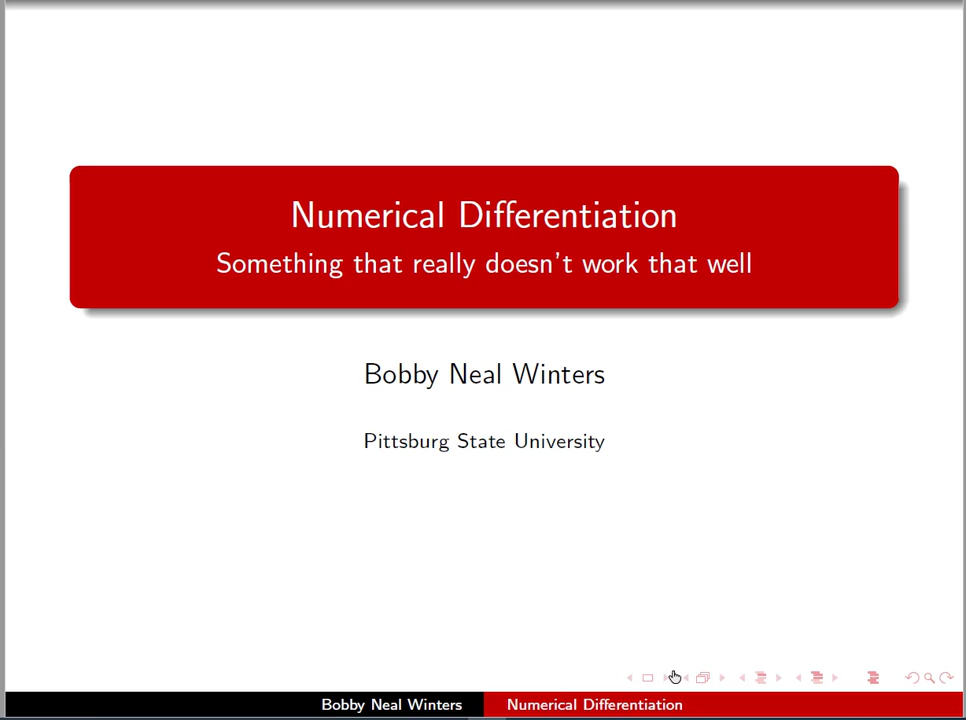 Numerical Differentiation
Something that really doesn't work that well
Bobby Neal Winters
Pittsburg State University
Bobby Neal Winters
Numerical Differentiation